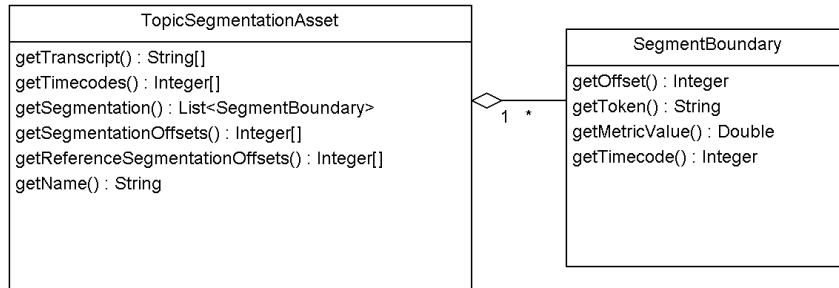 TopicSegmentationAsset
getTranscript() : String[]
getTimecodes() : Integer[]
getSegmentation() : List<SegmentBoundary>
getSegmentationOffsets() : Integer[]
getReferenceSegmentationOffsets() : Integer[]
getName() : String
1 *
SegmentBoundary
getOffset() : Integer
getToken() : String
getMetricValue() : Double
getTimecode() : Integer